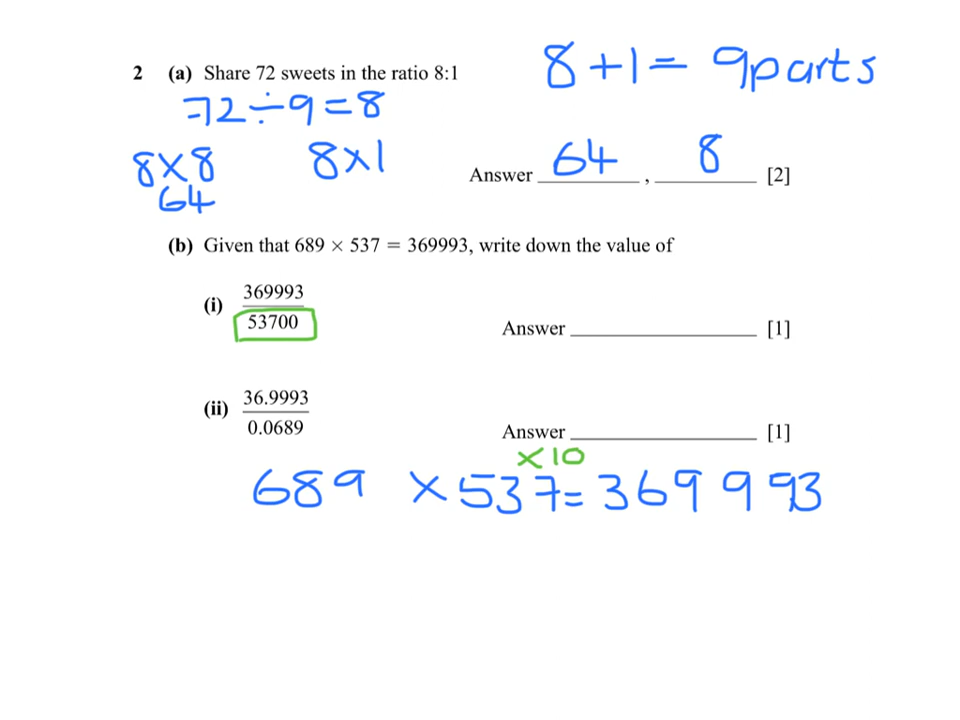 2 (a) Share 72 sweets in the ratio 8:1
8+1= 9parts
72÷9=8
8×8 8×1
64
Answer 64 , 8 [2]
(b) Given that 689 × 537 = 369993, write down the value of
(i) 369993
53700
Answer [1]
(ii) 36.9993
0.0689
Answer [1]
×10
689 ×537=369993